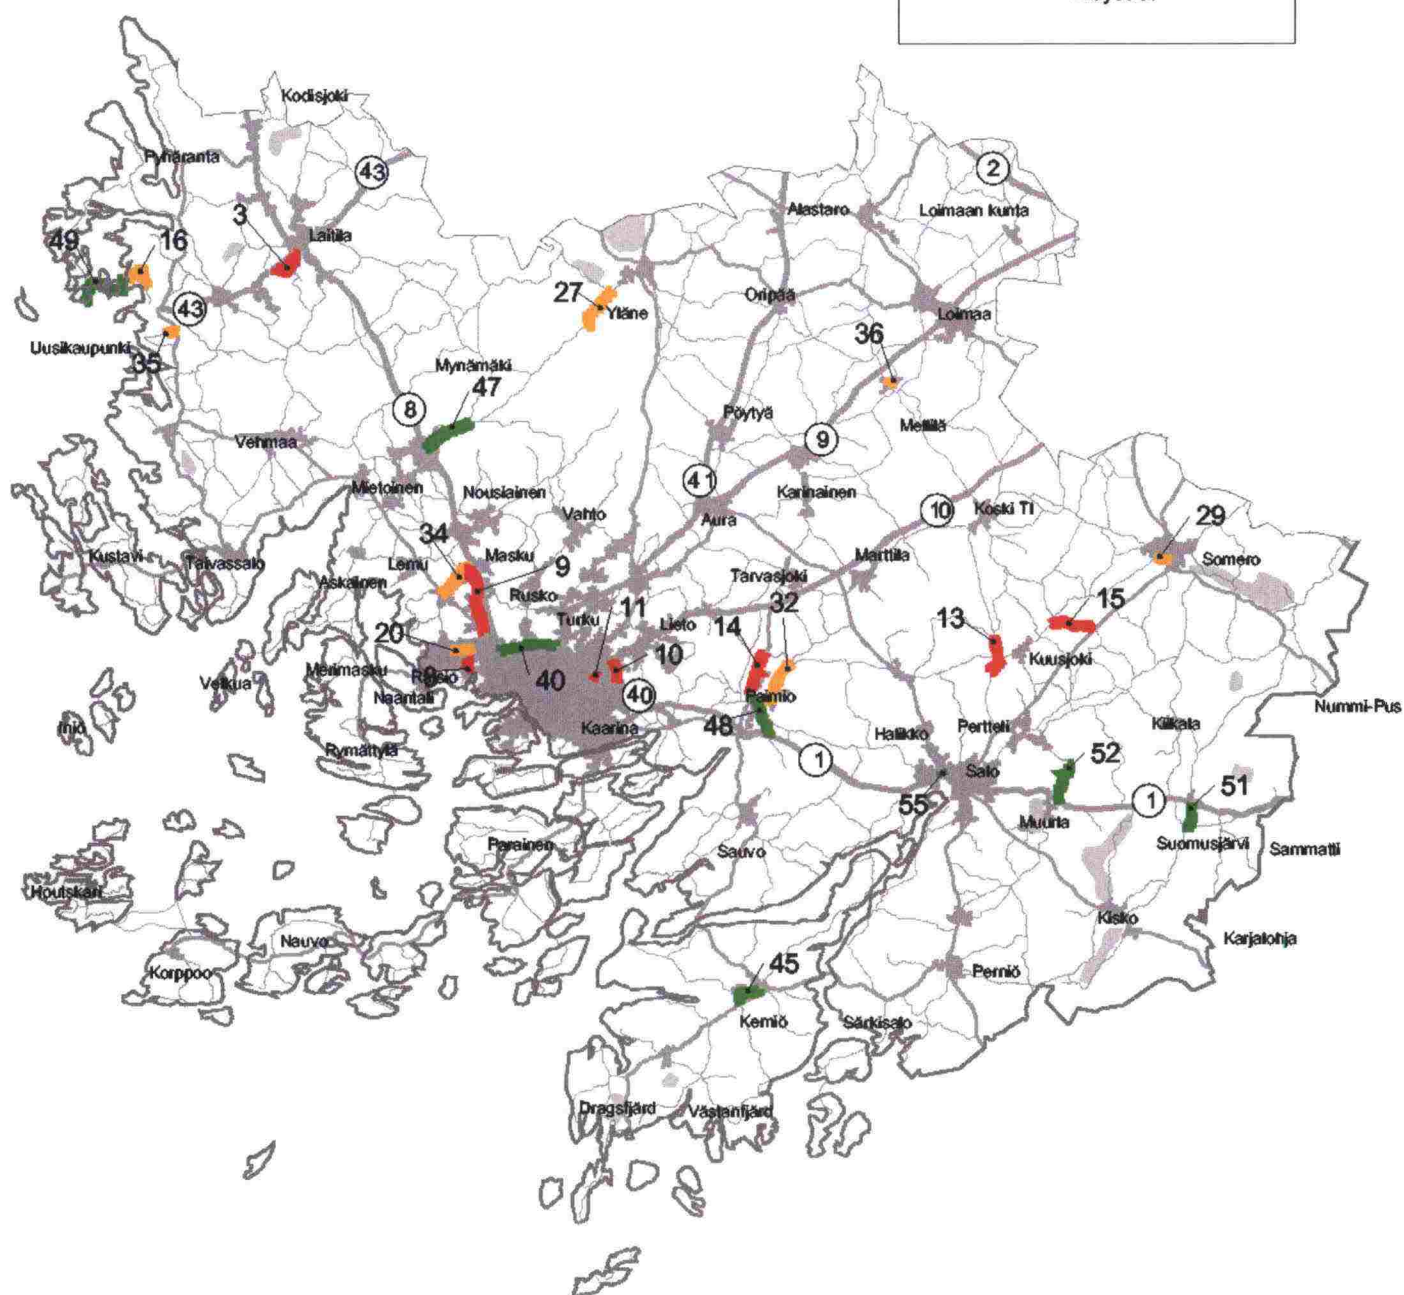 Kodisjoki
Pyhäranta
43
2
3
Alastaro
Loimaan kunta
Laitila
49
16
27
Yläne
Oripää
43
Loimaa
Uusikaupunki
35
36
Mynämäki
47
8
Pöytyä
Mellilä
9
Vehmaa
41
Mietoinen
Nousiainen
Karinainen
10
Koski Tl
Vahto
Aura
29
34
Kustavi
Taivassalo
Lemu
Masku
9
Marttila
Somero
Askainen
Rusko
Tarvasjoki
11
32
15
Turku
Lieto
14
13
20
10
Kuusjoki
Merimasku
8
Raisio
Velkua
Naantali
40
40
Paimio
Nummi-Pus
Iniö
Kaarina
48
Halikko
Pertteli
Kiikala
Rymättylä
1
52
Salo
51
55
1
Muurla
Parainen
Sauvo
Suomusjärvi
Sammatti
Houtskari
Kisko
Nauvo
Karjalohja
Korppoo
45
Perniö
Kemiö
Särkisalo
Dragsfjärd
Västanfjärd